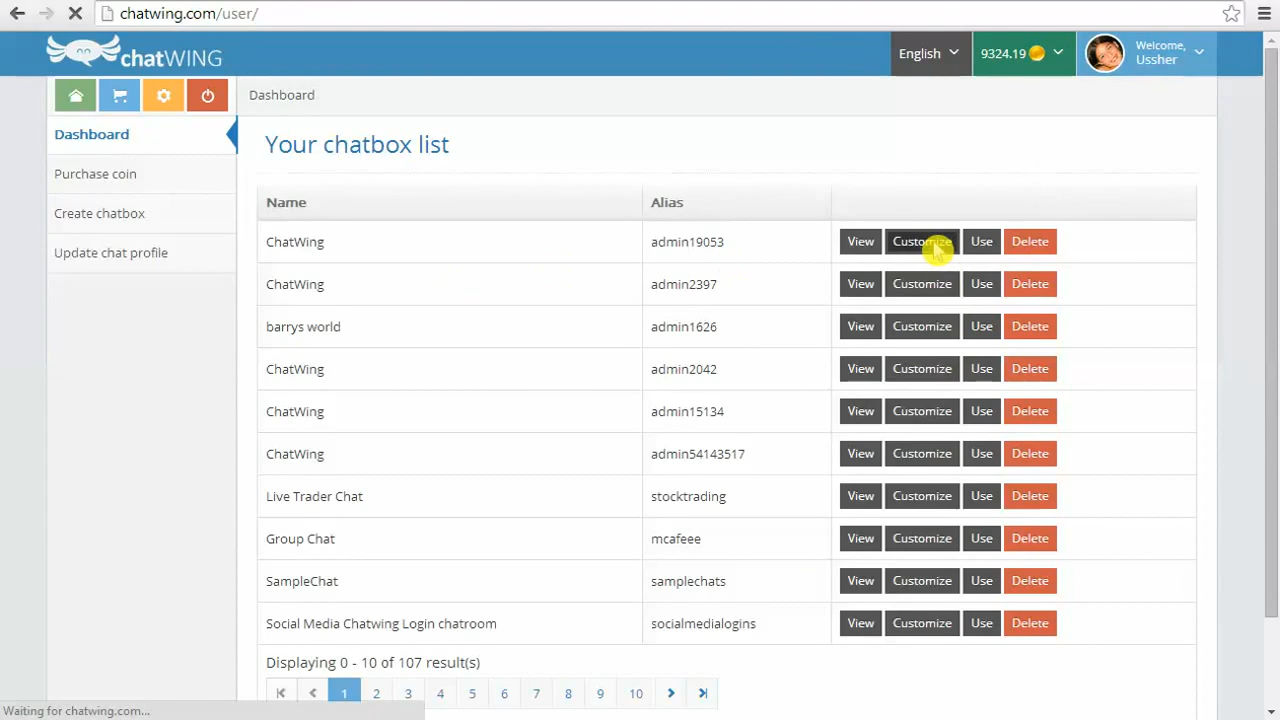 chatwing.com/user/
chatWING
English
9324.19
Welcome,
Ussher
Dashboard
Dashboard
Purchase coin
Create chatbox
Update chat profile
Your chatbox list
Name Alias
ChatWing admin19053 View Customize Use Delete
ChatWing admin2397 View Customize Use Delete
barrys world admin1626 View Customize Use Delete
ChatWing admin2042 View Customize Use Delete
ChatWing admin15134 View Customize Use Delete
ChatWing admin54143517 View Customize Use Delete
Live Trader Chat stocktrading View Customize Use Delete
Group Chat mcafeee View Customize Use Delete
SampleChat samplechats View Customize Use Delete
Social Media Chatwing Login chatroom socialmedialogins View Customize Use Delete
Displaying 0 - 10 of 107 result(s)
1 2 3 4 5 6 7 8 9 10
Waiting for chatwing.com...